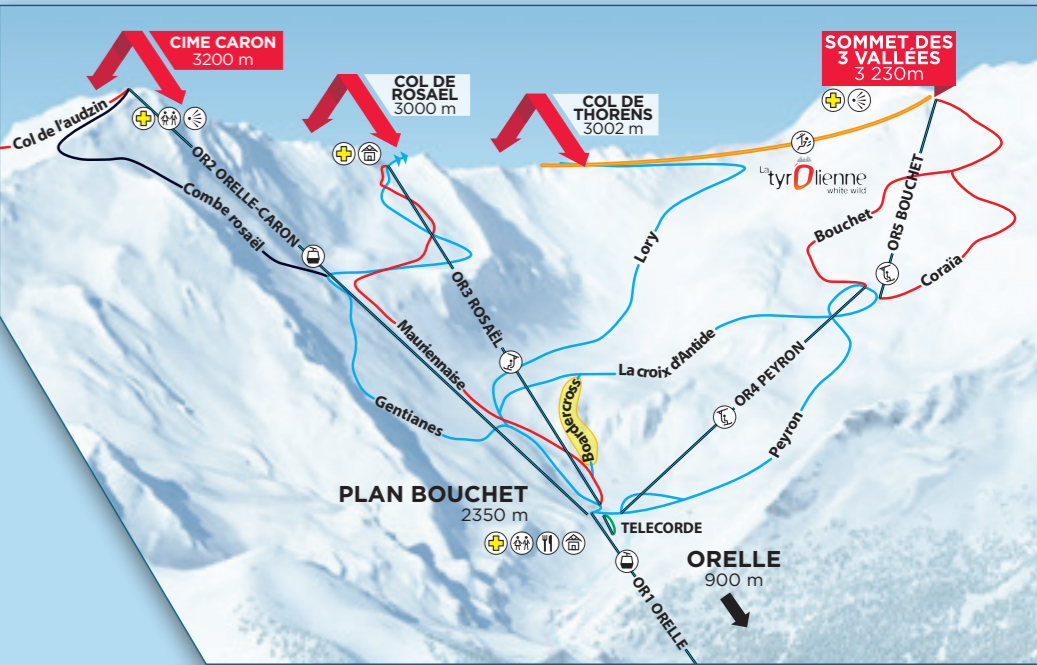 CIME CARON
3200 m
COL DE
ROSAEL
3000 m
COL DE
THORENS
3002 m
SOMMET DES
3 VALLÉES
3 230m
Col de l'audzin
OR2 ORELLE-CARON
Combe rosaël
La
tyrOlienne
white wild
OR5 BOUCHET
Bouchet
Coraïa
Lory
OR3 ROSAËL
Mauriennaise
Gentianes
La croix d'Antide
Boardercross
OR4 PEYRON
Peyron
PLAN BOUCHET
2350 m
TELECORDE
ORELLE
900 m
OR1 ORELLE